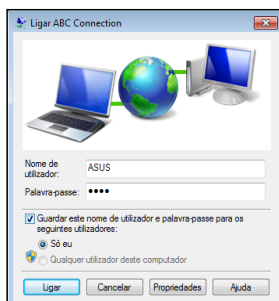 Ligar ABC Connection
Nome de
utilizador:
ASUS
Palavra-passe:
••••
Guardar este nome de utilizador e palavra-passe para os
seguintes utilizadores:
Só eu
Qualquer utilizador deste computador
Ligar Cancelar Propriedades Ajuda